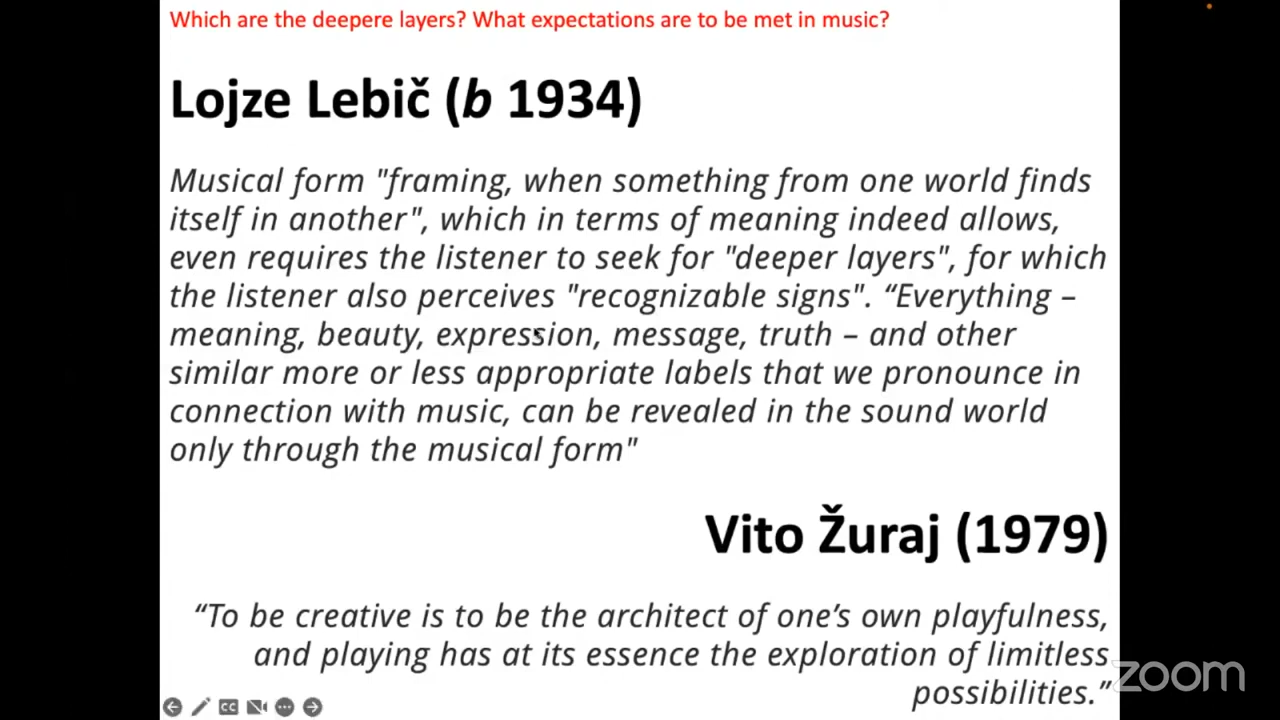 Which are the deepere layers? What expectations are to be met in music?
Lojze Lebič (b 1934)
Musical form "framing, when something from one world finds
itself in another", which in terms of meaning indeed allows,
even requires the listener to seek for "deeper layers", for which
the listener also perceives "recognizable signs". “Everything –
meaning, beauty, expression, message, truth – and other
similar more or less appropriate labels that we pronounce in
connection with music, can be revealed in the sound world
only through the musical form"
Vito Žuraj (1979)
“To be creative is to be the architect of one’s own playfulness,
and playing has at its essence the exploration of limitless
possibilities.”
zoom
CC